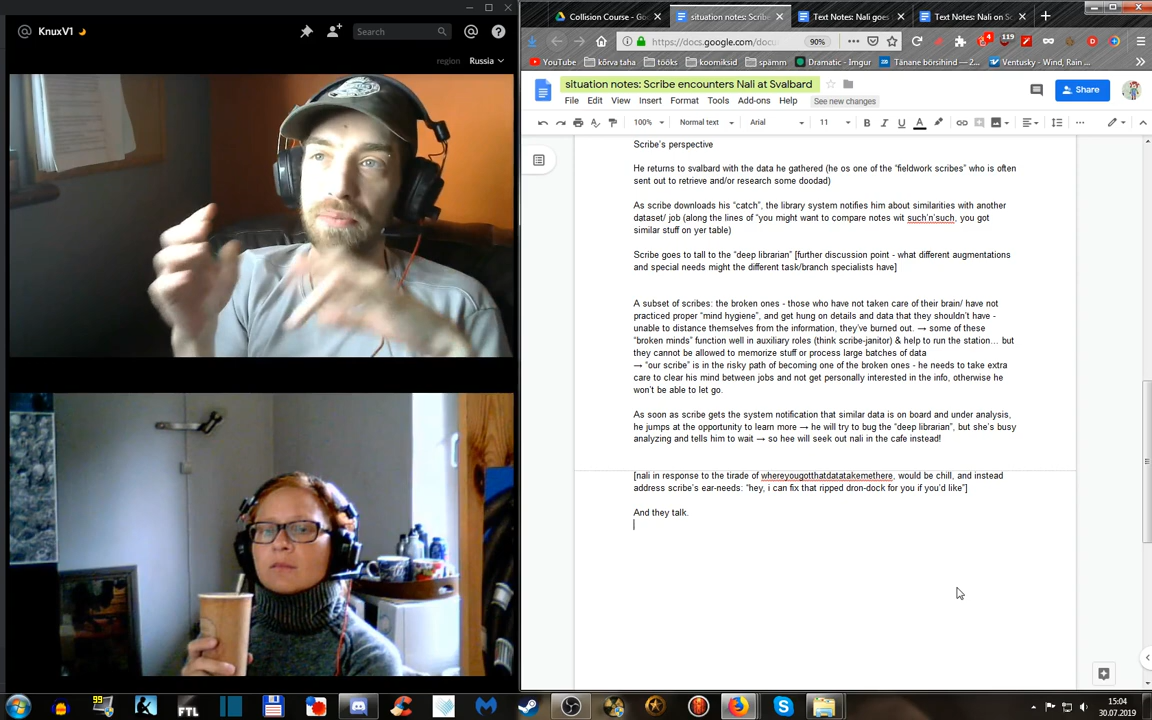 KnuxV1
Search
region Russia
Collision Course - Goo
situation notes: Scribe
Text Notes: Nali goes
Text Notes: Nali on Sc
https://docs.google.com/docu
90%
4
119
YouTube
kõrva taha
tööks
koomiksid
spämm
Dramatic - Imgur
Tänane börsihind — 2...
Ventusky - Wind, Rain ...
situation notes: Scribe encounters Nali at Svalbard
Share
File Edit View Insert Format Tools Add-ons Help See new changes
100% Normal text Arial 11 B I U A
Scribe's perspective
He returns to svalbard with the data he gathered (he os one of the "fieldwork scribes" who is often
sent out to retrieve and/or research some doodad)
As scribe downloads his "catch", the library system notifies him about similarities with another
dataset/ job (along the lines of "you might want to compare notes wit such'n'such, you got
similar stuff on yer table)
Scribe goes to tall to the "deep librarian" [further discussion point - what different augmentations
and special needs might the different task/branch specialists have]
A subset of scribes: the broken ones - those who have not taken care of their brain/ have not
practiced proper "mind hygiene", and get hung on details and data that they shouldn't have -
unable to distance themselves from the information, they've burned out. → some of these
"broken minds" function well in auxiliary roles (think scribe-janitor) & help to run the station... but
they cannot be allowed to memorize stuff or process large batches of data
→ "our scribe" is in the risky path of becoming one of the broken ones - he needs to take extra
care to clear his mind between jobs and not get personally interested in the info, otherwise he
won't be able to let go.
As soon as scribe gets the system notification that similar data is on board and under analysis,
he jumps at the opportunity to learn more → he will try to bug the "deep librarian", but she's busy
analyzing and tells him to wait → so hee will seek out nali in the cafe instead!
[nali in response to the tirade of whereyougotthatdatatakemethere, would be chill, and instead
address scribe's ear-needs: "hey, i can fix that ripped dron-dock for you if you'd like"]
And they talk.
99
FTL
15:04
30.07.2019